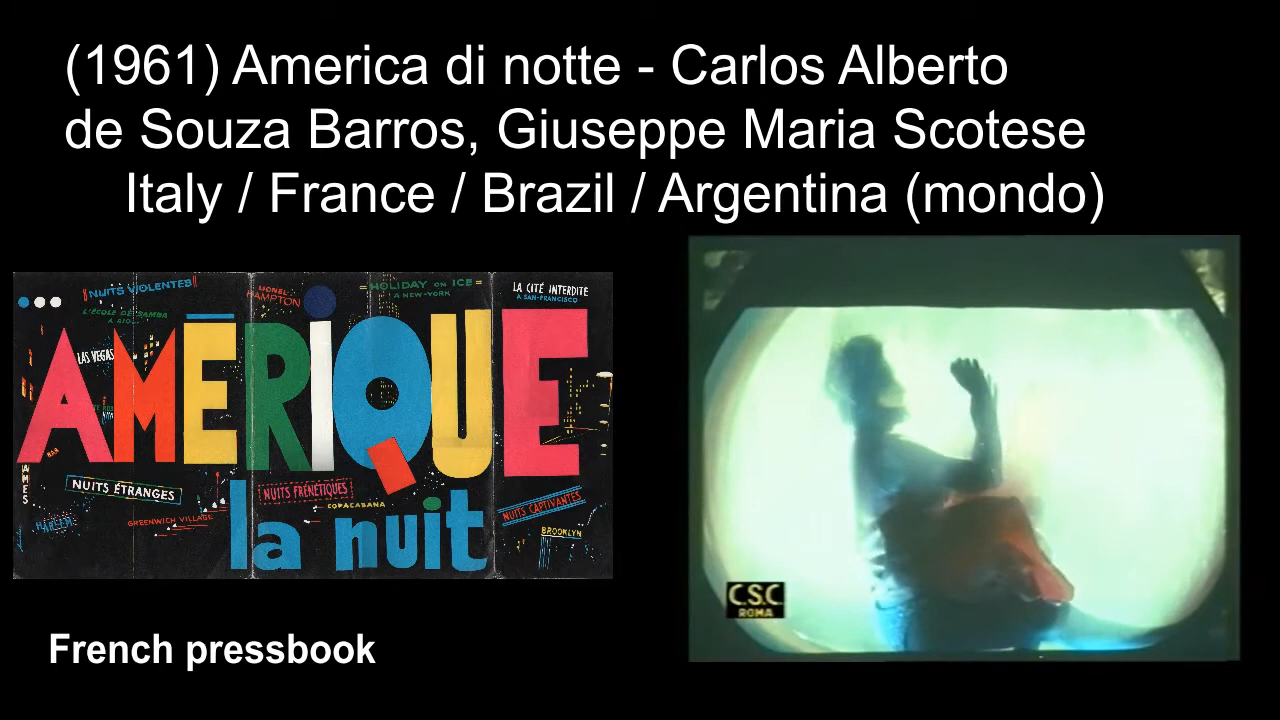 (1961) America di notte - Carlos Alberto
de Souza Barros, Giuseppe Maria Scotese
Italy / France / Brazil / Argentina (mondo)
"NUITS VIOLENTES"
LIONEL
HAMPTON
=HOLIDAY ON ICE=
A NEW-YORK
LA CITÉ INTERDITE
A SAN-FRANCISCO
L'ÉCOLE DE SAMBA
A RIO
LAS VEGAS
AMÉRIQUE
BAR
NUITS ÉTRANGES
NUITS FRÉNÉTIQUES
COPACABANA
NUITS CAPTIVANTES
HARLEM
GREENWICH VILLAGE
BROOKLYN
la nuit
C.S.C.
ROMA
French pressbook